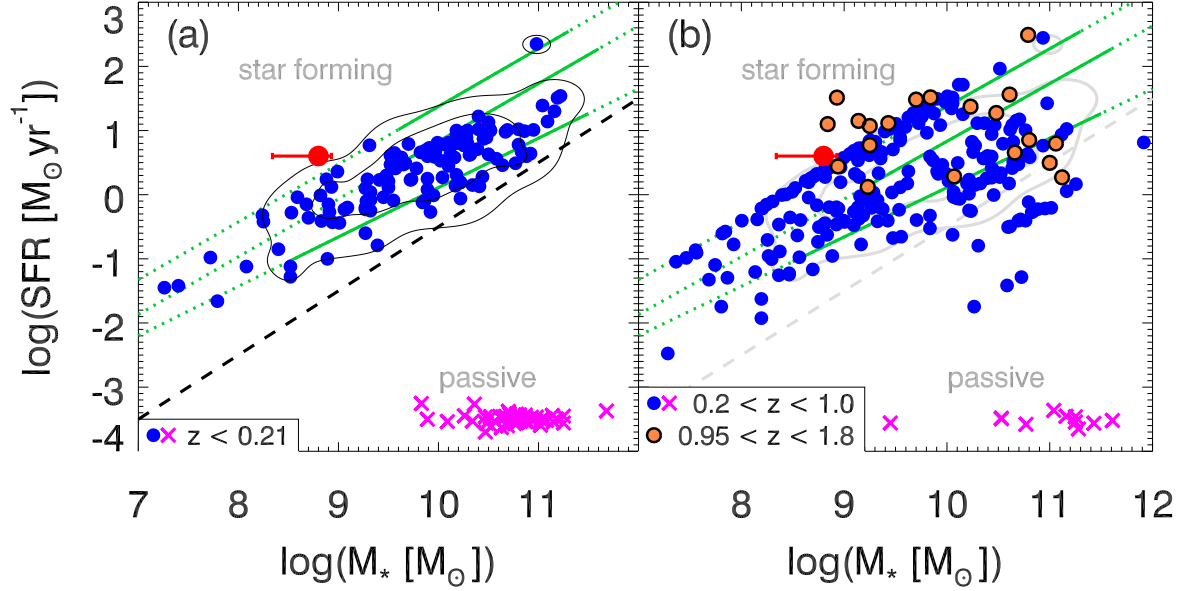 (a)
star forming
passive
z < 0.21
3
2
1
0
-1
-2
-3
-4
log(SFR [M⊙ yr⁻¹])
7 8 9 10 11
log(M* [M⊙])
(b)
star forming
passive
0.2 < z < 1.0
0.95 < z < 1.8
8 9 10 11 12
log(M* [M⊙])